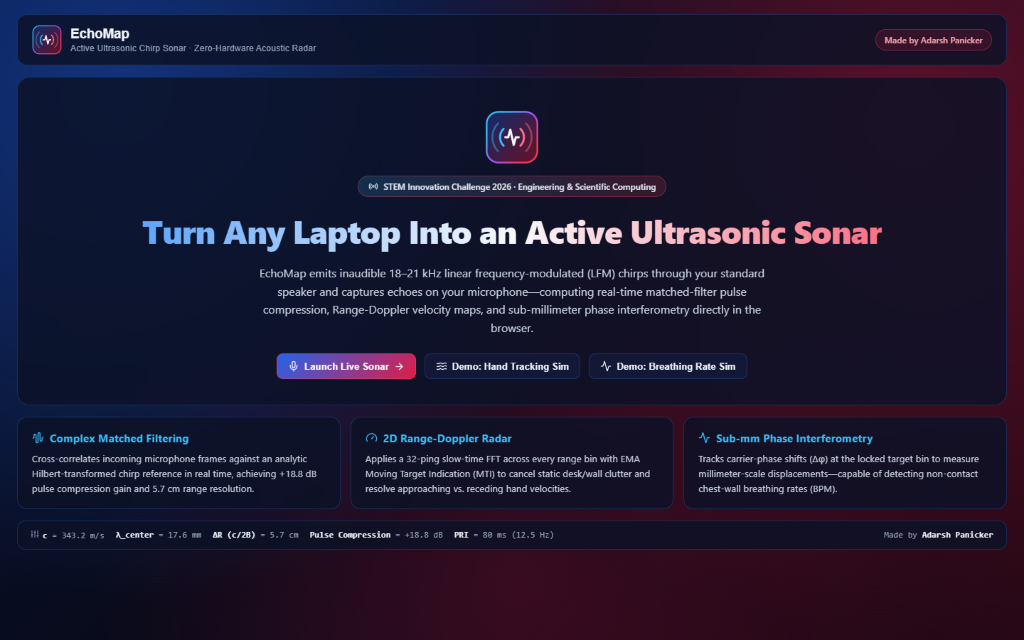 EchoMap
Active Ultrasonic Chirp Sonar · Zero-Hardware Acoustic Radar
Made by Adarsh Panicker
STEM Innovation Challenge 2026 · Engineering & Scientific Computing
Turn Any Laptop Into an Active Ultrasonic Sonar
EchoMap emits inaudible 18–21 kHz linear frequency-modulated (LFM) chirps through your standard
speaker and captures echoes on your microphone—computing real-time matched-filter pulse
compression, Range-Doppler velocity maps, and sub-millimeter phase interferometry directly in the
browser.
Launch Live Sonar →
Demo: Hand Tracking Sim
Demo: Breathing Rate Sim
Complex Matched Filtering
Cross-correlates incoming microphone frames against an analytic
Hilbert-transformed chirp reference in real time, achieving +18.8 dB
pulse compression gain and 5.7 cm range resolution.
2D Range-Doppler Radar
Applies a 32-ping slow-time FFT across every range bin with EMA
Moving Target Indication (MTI) to cancel static desk/wall clutter and
resolve approaching vs. receding hand velocities.
Sub-mm Phase Interferometry
Tracks carrier-phase shifts (Δφ) at the locked target bin to measure
millimeter-scale displacements—capable of detecting non-contact
chest-wall breathing rates (BPM).
c = 343.2 m/s λ_center = 17.6 mm ΔR (c/2B) = 5.7 cm Pulse Compression = +18.8 dB PRI = 80 ms (12.5 Hz)
Made by Adarsh Panicker